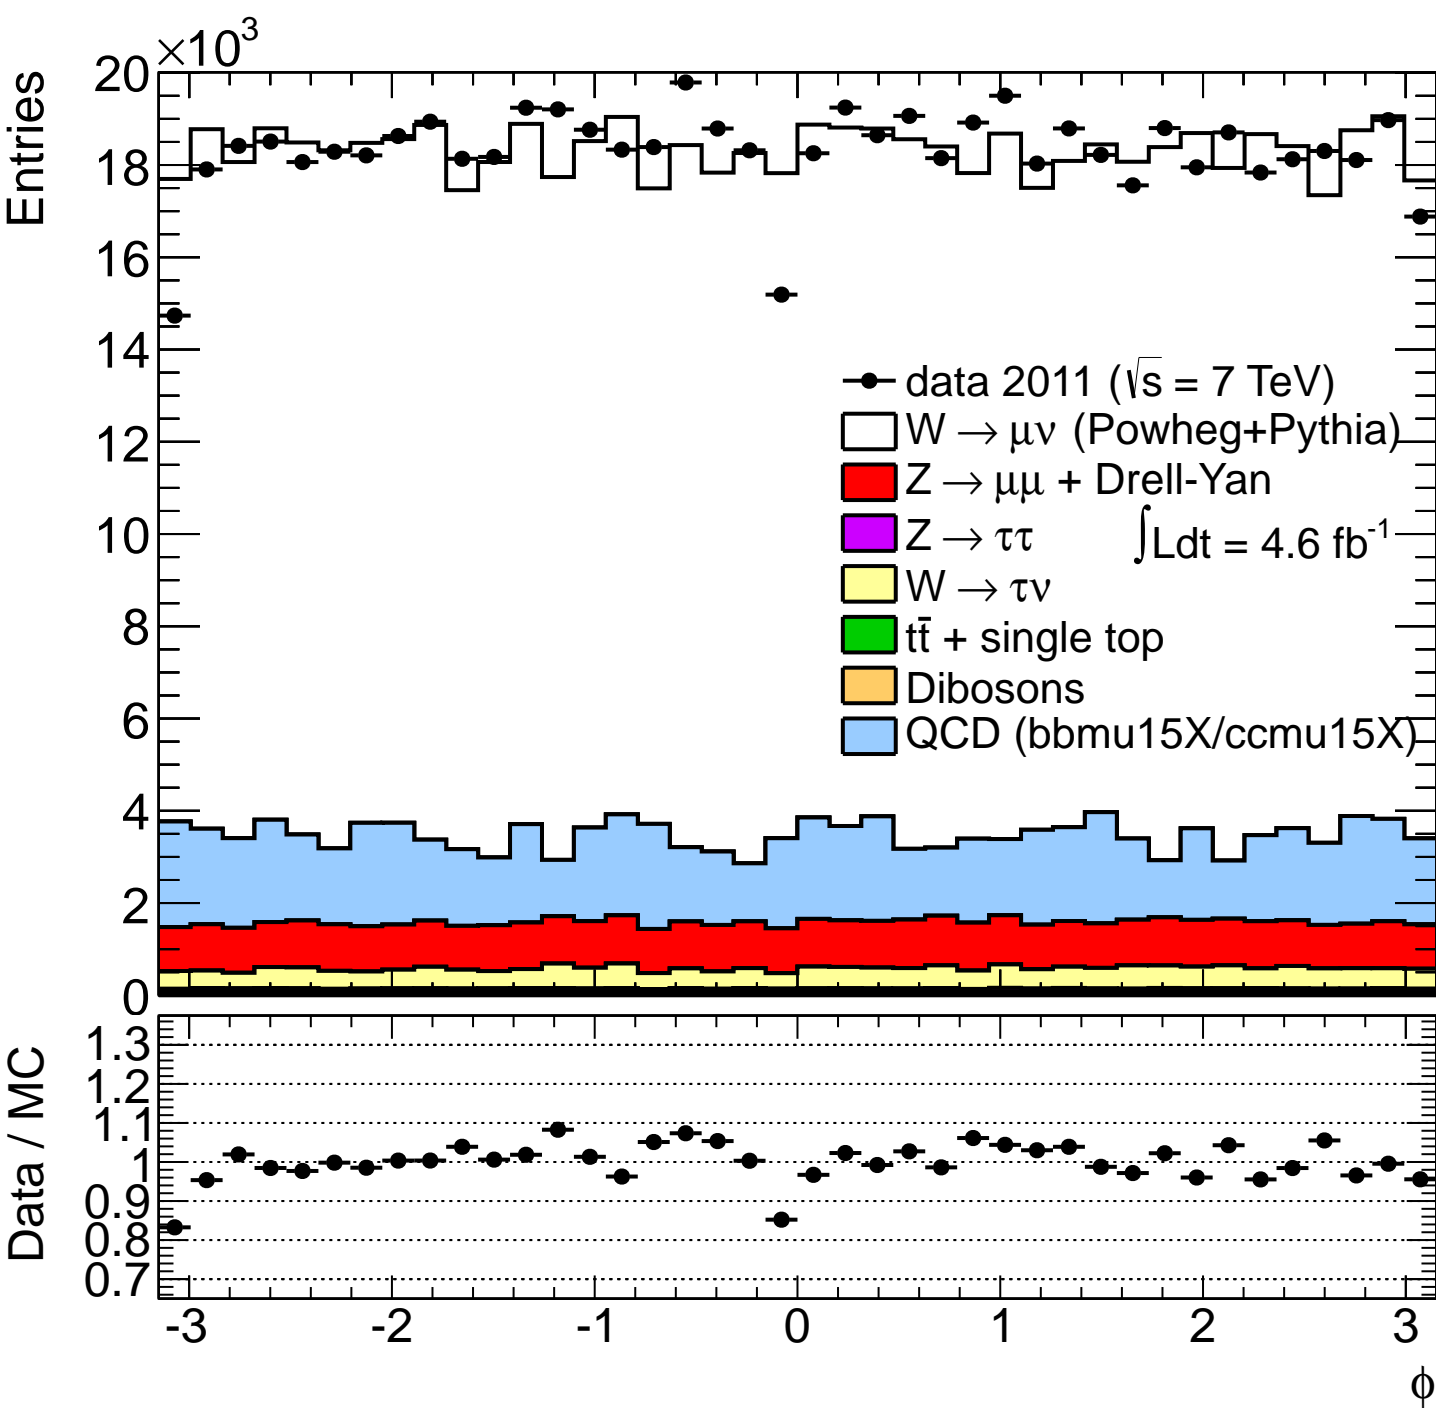 ×10³
Entries
20
18
16
14
12
10
8
6
4
2
0
data 2011 (√s = 7 TeV)
W → μν (Powheg+Pythia)
Z → μμ + Drell-Yan
Z → ττ
∫Ldt = 4.6 fb⁻¹
W → τν
tt̄ + single top
Dibosons
QCD (bbmu15X/ccmu15X)
Data / MC
1.3
1.2
1.1
1
0.9
0.8
0.7
-3 -2 -1 0 1 2 3
ϕ